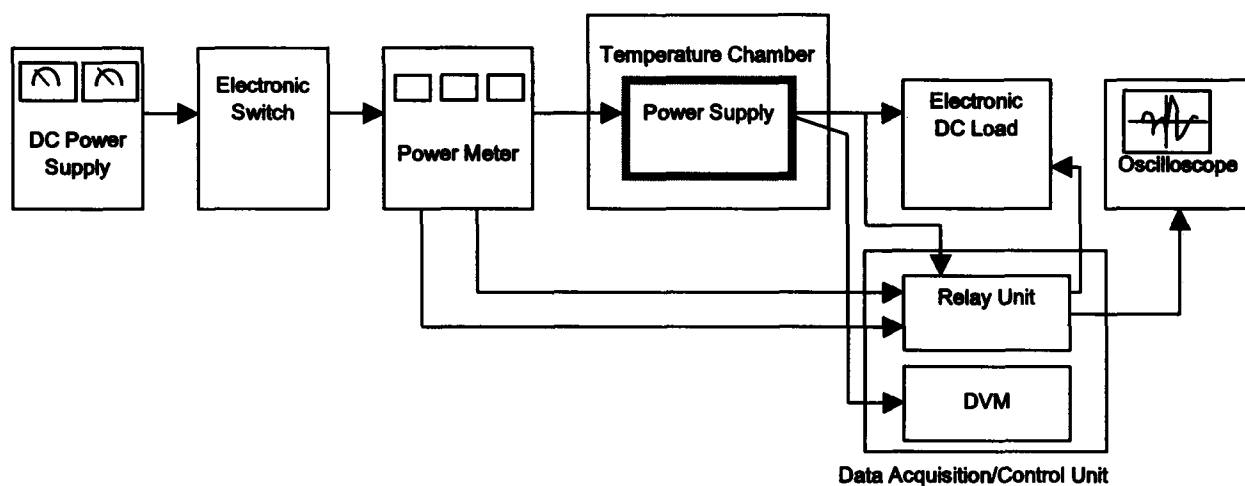 DC Power
Supply
Electronic
Switch
Power Meter
Temperature Chamber
Power Supply
Electronic
DC Load
Oscilloscope
Relay Unit
DVM
Data Acquisition/Control Unit